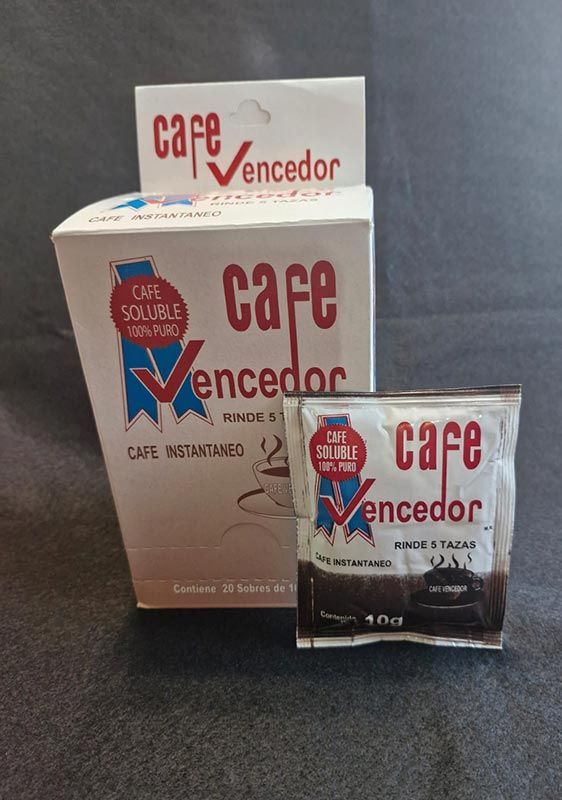 cafe
Vencedor
Vencedor
RINDE 5 TAZAS
CAFE INSTANTANEO
CAFE
SOLUBLE
100% PURO
cafe
Vencedor
RINDE 5
CAFE INSTANTANEO
Contiene 20 Sobres de
CAFE
SOLUBLE
100% PURO
cafe
Vencedor
RINDE 5 TAZAS
CAFE INSTANTANEO
CAFE VENCEDOR
Contenido
10g